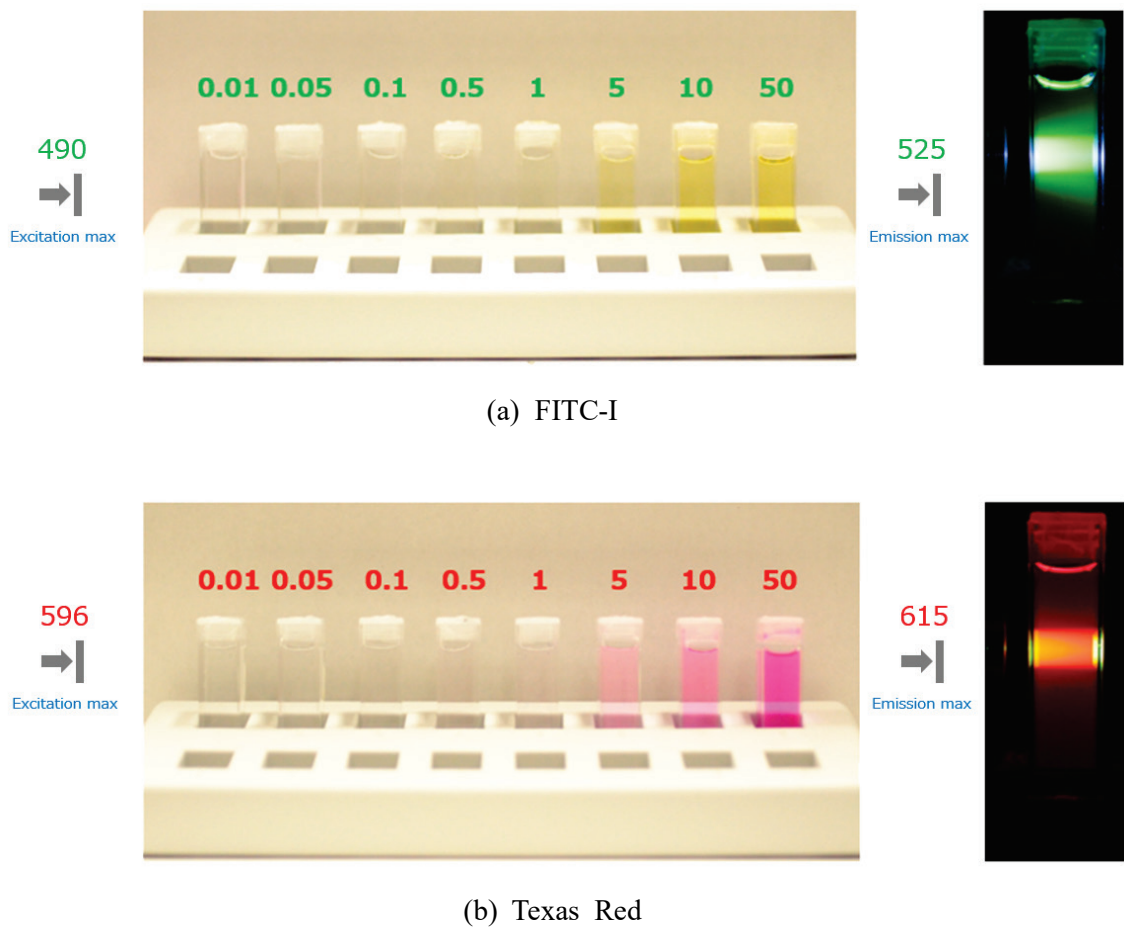 0.01 0.05 0.1 0.5 1 5 10 50
490
Excitation max
525
Emission max
(a) FITC-I
0.01 0.05 0.1 0.5 1 5 10 50
596
Excitation max
615
Emission max
(b) Texas Red